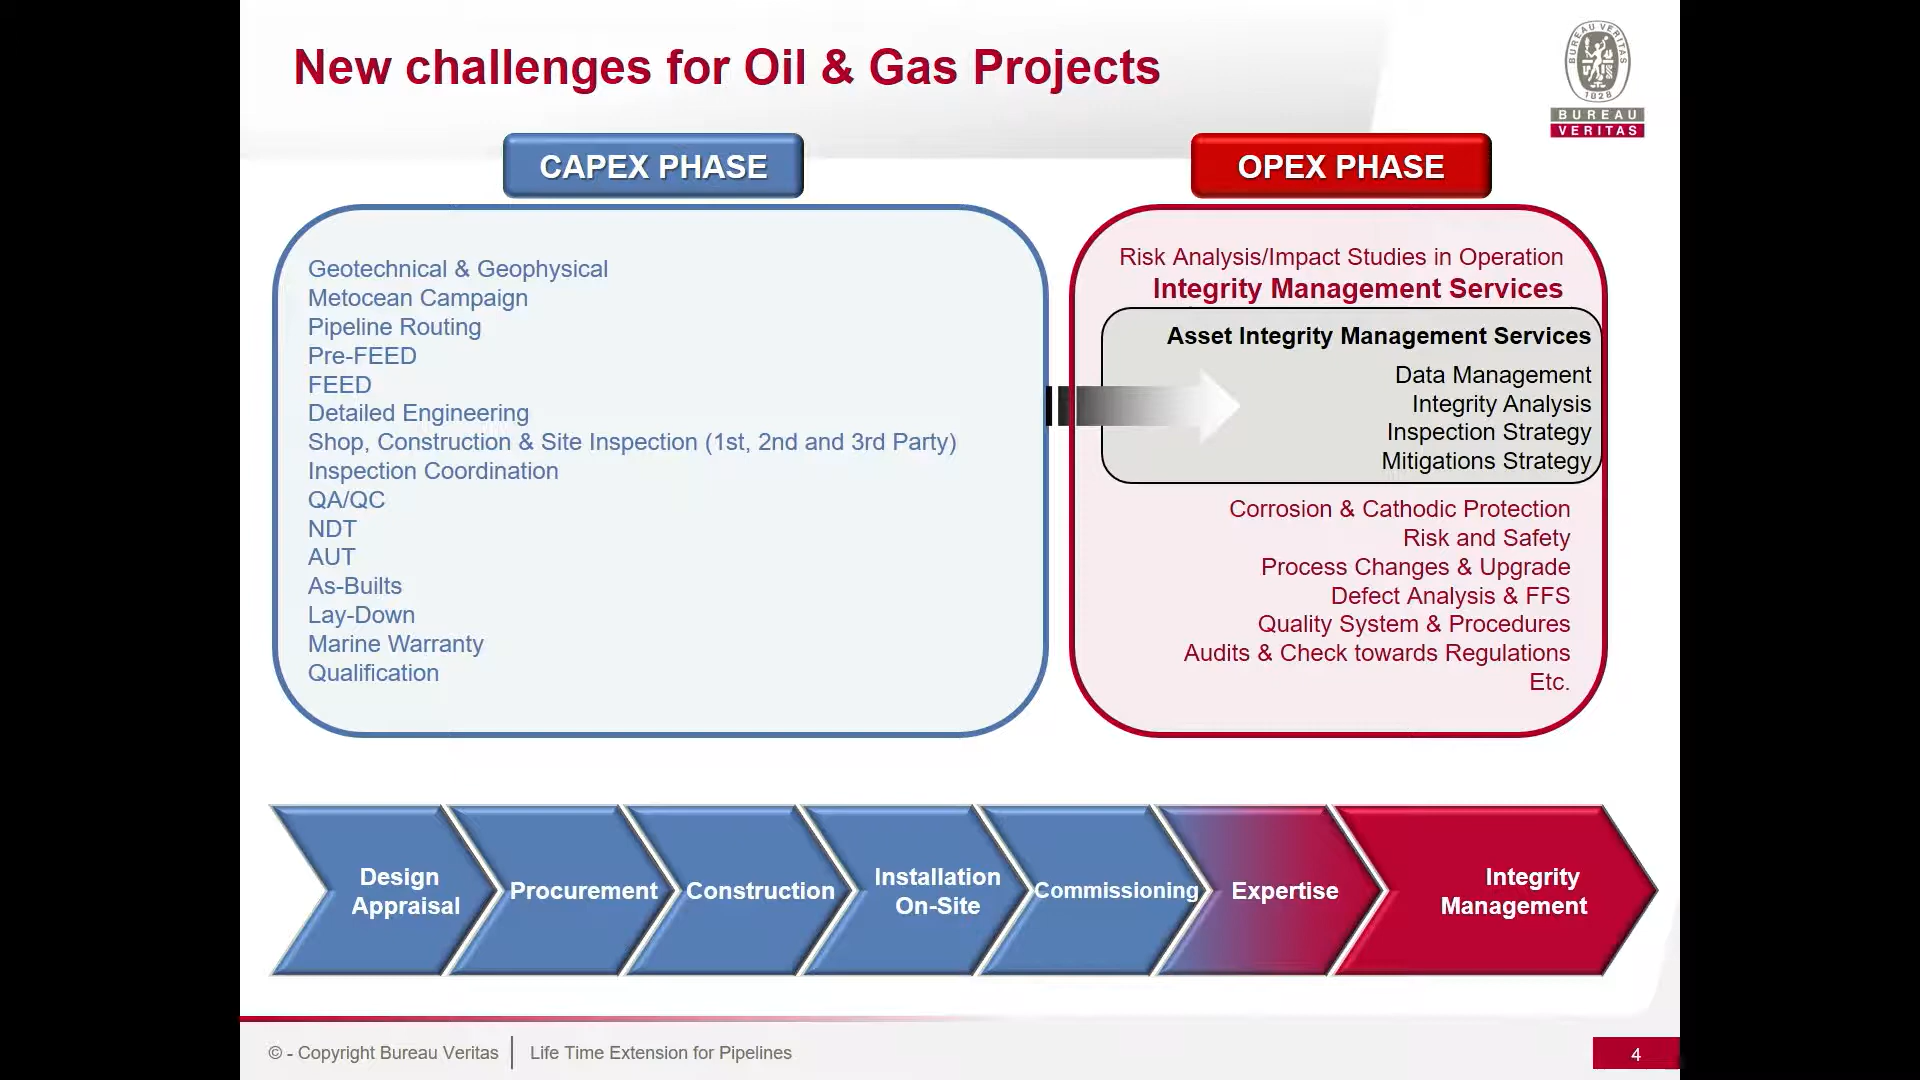 New challenges for Oil & Gas Projects
BUREAU VERITAS
1828
BUREAU
VERITAS
CAPEX PHASE
OPEX PHASE
Geotechnical & Geophysical
Metocean Campaign
Pipeline Routing
Pre-FEED
FEED
Detailed Engineering
Shop, Construction & Site Inspection (1st, 2nd and 3rd Party)
Inspection Coordination
QA/QC
NDT
AUT
As-Builts
Lay-Down
Marine Warranty
Qualification
Risk Analysis/Impact Studies in Operation
Integrity Management Services
Asset Integrity Management Services
Data Management
Integrity Analysis
Inspection Strategy
Mitigations Strategy
Corrosion & Cathodic Protection
Risk and Safety
Process Changes & Upgrade
Defect Analysis & FFS
Quality System & Procedures
Audits & Check towards Regulations
Etc.
Design
Appraisal
Procurement
Construction
Installation
On-Site
Commissioning
Expertise
Integrity
Management
© - Copyright Bureau Veritas
Life Time Extension for Pipelines
4